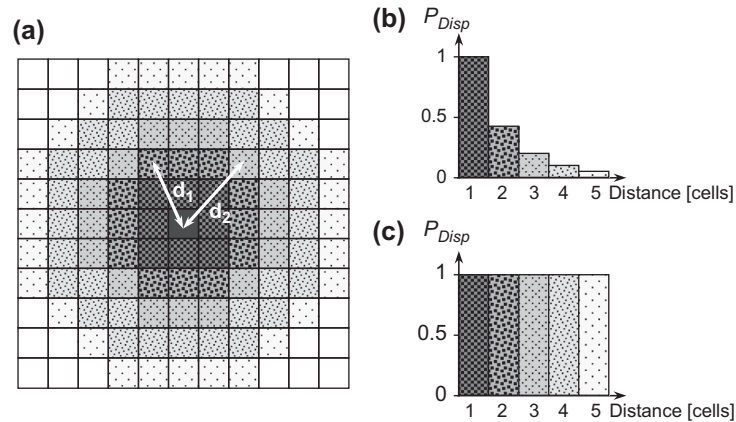 (a)
d1
d2
(b)
PDisp
1
0.5
0
1 2 3 4 5 Distance [cells]
(c)
PDisp
1
0.5
0
1 2 3 4 5 Distance [cells]